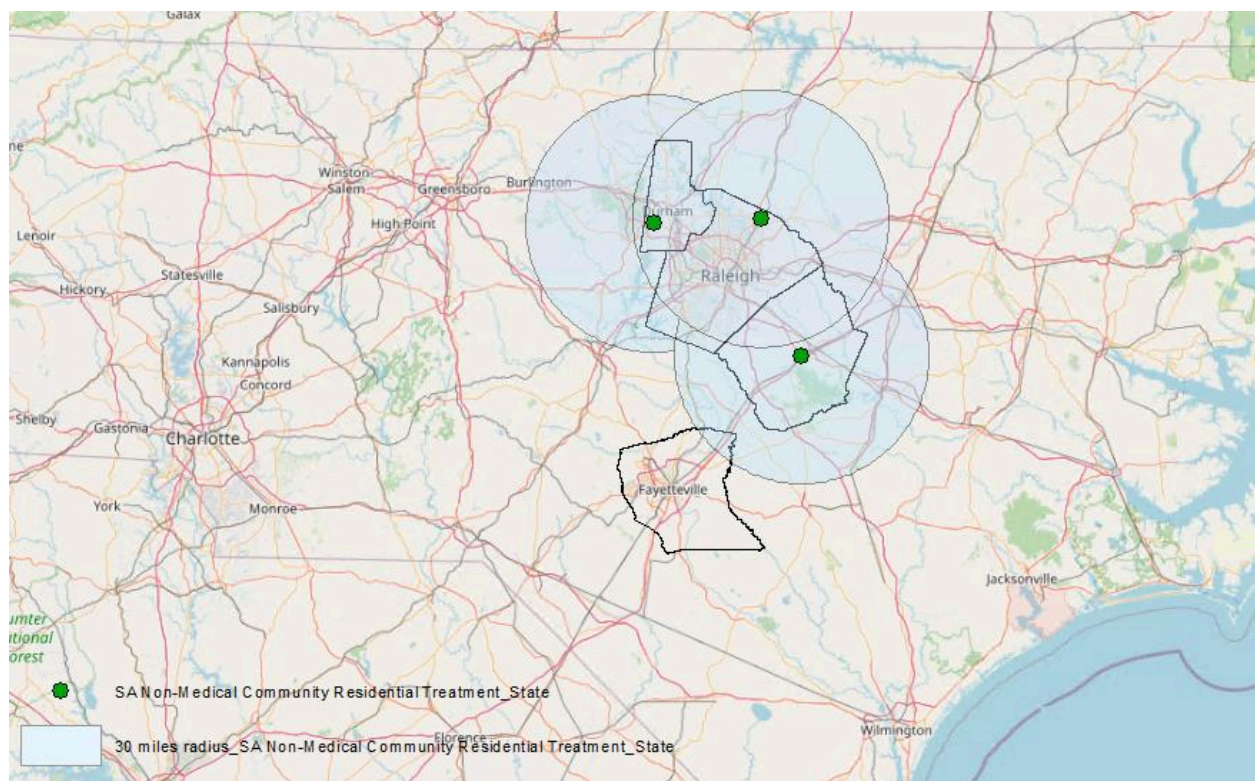 Galax
ne
Winston-
Salem
Greensboro
Burlington
High Point
Durham
Lenoir
Statesville
Hickory
Raleigh
Salisbury
Kannapolis
Concord
Shelby
Gastonia
Charlotte
Fayetteville
York
Monroe
Jacksonville
umter
ational
orest
SA Non-Medical Community Residential Treatment_State
Wilmington
Florence
30 miles radius_SA Non-Medical Community Residential Treatment_State